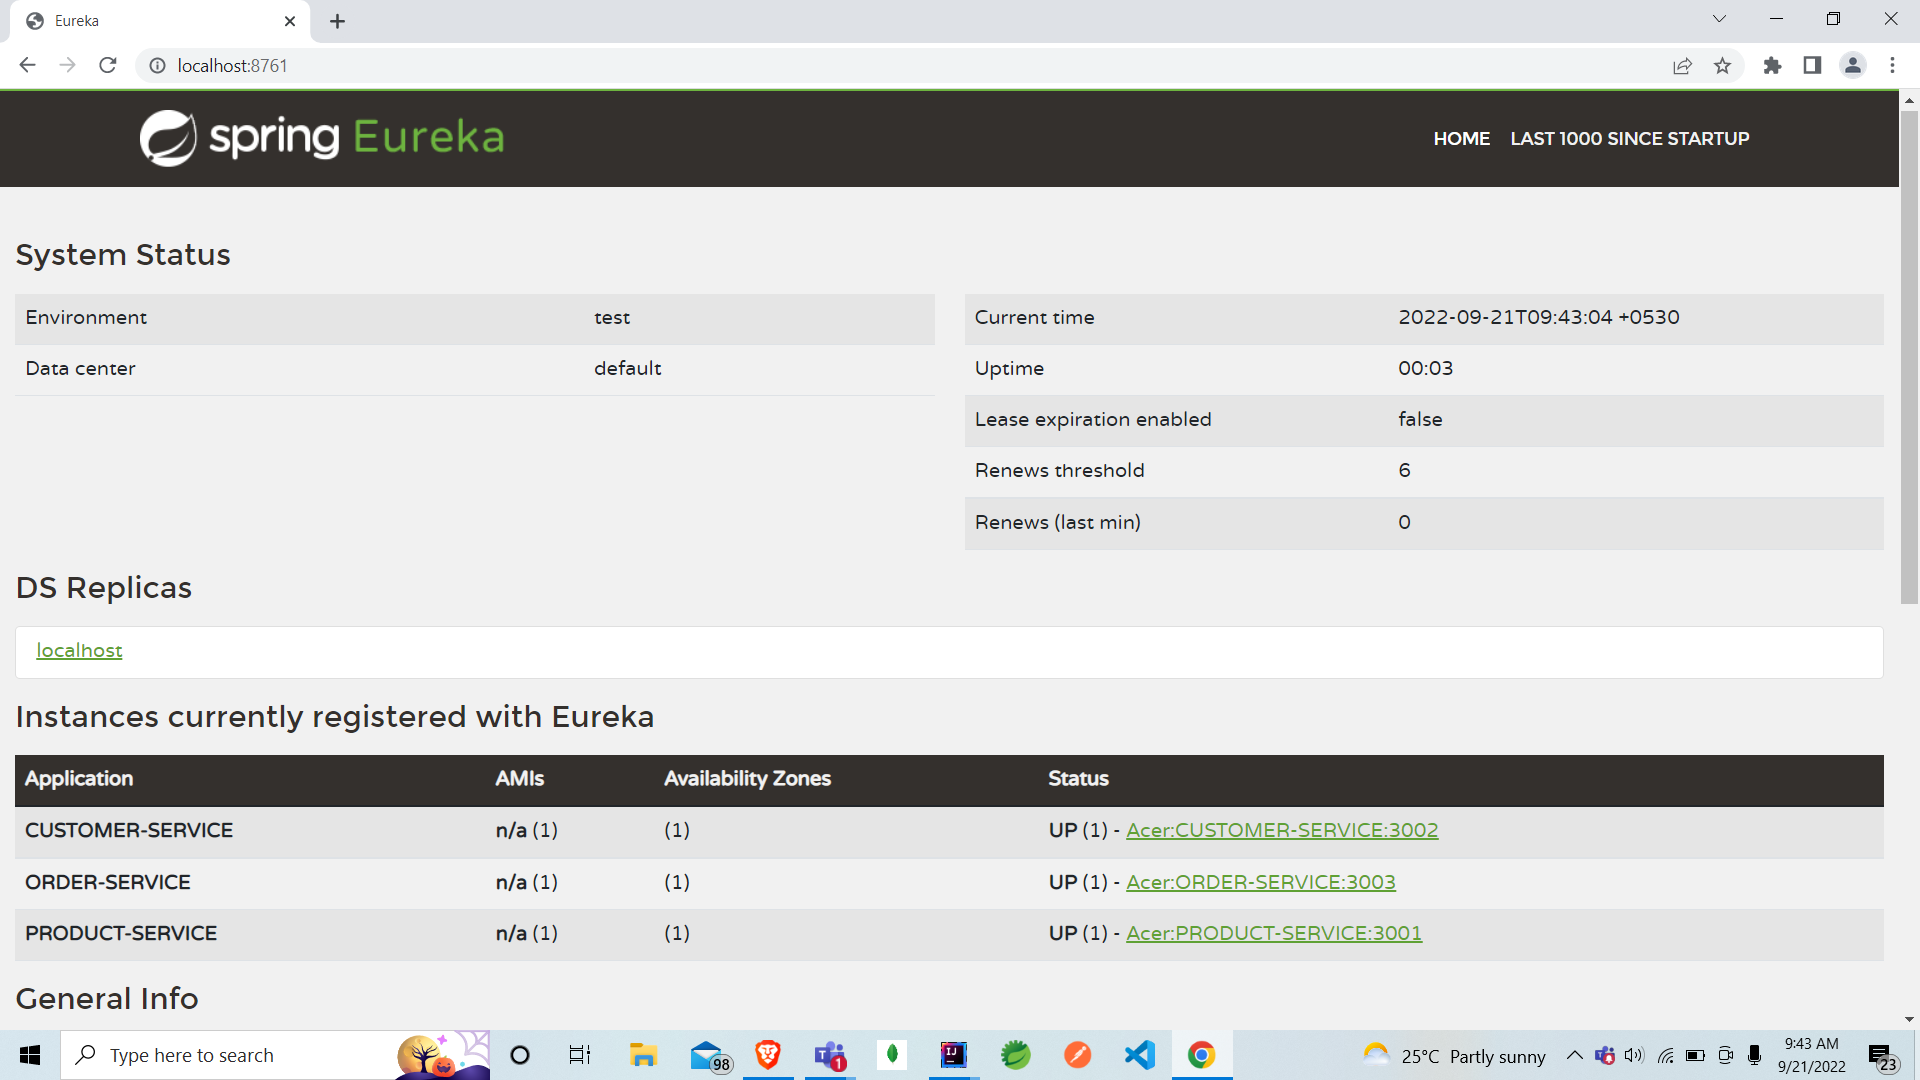 Eureka
localhost:8761
spring Eureka
HOME LAST 1000 SINCE STARTUP
System Status
Environment test
Data center default
Current time 2022-09-21T09:43:04 +0530
Uptime 00:03
Lease expiration enabled false
Renews threshold 6
Renews (last min) 0
DS Replicas
localhost
Instances currently registered with Eureka
Application AMIs Availability Zones Status
CUSTOMER-SERVICE n/a (1) (1) UP (1) - Acer:CUSTOMER-SERVICE:3002
ORDER-SERVICE n/a (1) (1) UP (1) - Acer:ORDER-SERVICE:3003
PRODUCT-SERVICE n/a (1) (1) UP (1) - Acer:PRODUCT-SERVICE:3001
General Info
Type here to search
98
T
1
IJ
25°C Partly sunny
9:43 AM
9/21/2022
23